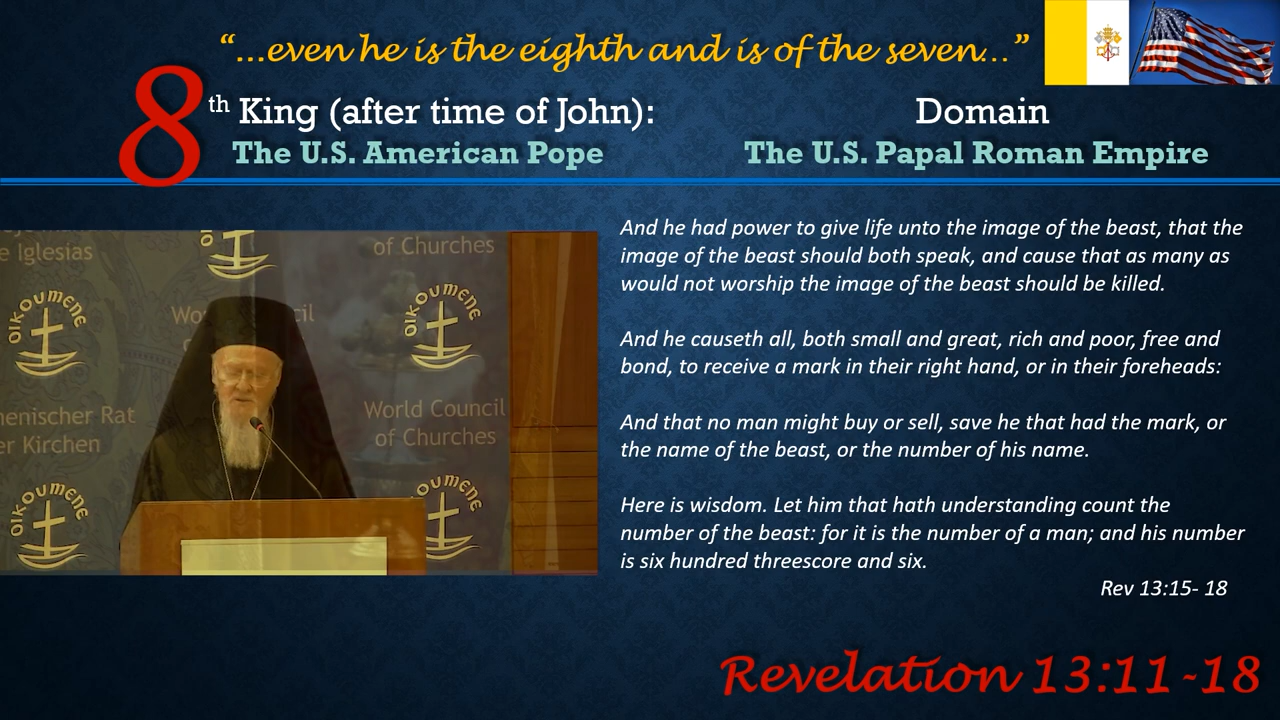 “...even he is the eighth and is of the seven...”
8th King (after time of John):
The U.S. American Pope
Domain
The U.S. Papal Roman Empire
e Iglesias
of Churches
OIKOUMENE
World Council
of Churches
OIKOUMENE
enischer Rat
er Kirchen
OIKOUMENE
OIKOUMENE
And he had power to give life unto the image of the beast, that the
image of the beast should both speak, and cause that as many as
would not worship the image of the beast should be killed.
And he causeth all, both small and great, rich and poor, free and
bond, to receive a mark in their right hand, or in their foreheads:
And that no man might buy or sell, save he that had the mark, or
the name of the beast, or the number of his name.
Here is wisdom. Let him that hath understanding count the
number of the beast: for it is the number of a man; and his number
is six hundred threescore and six.
Rev 13:15- 18
Revelation 13:11-18